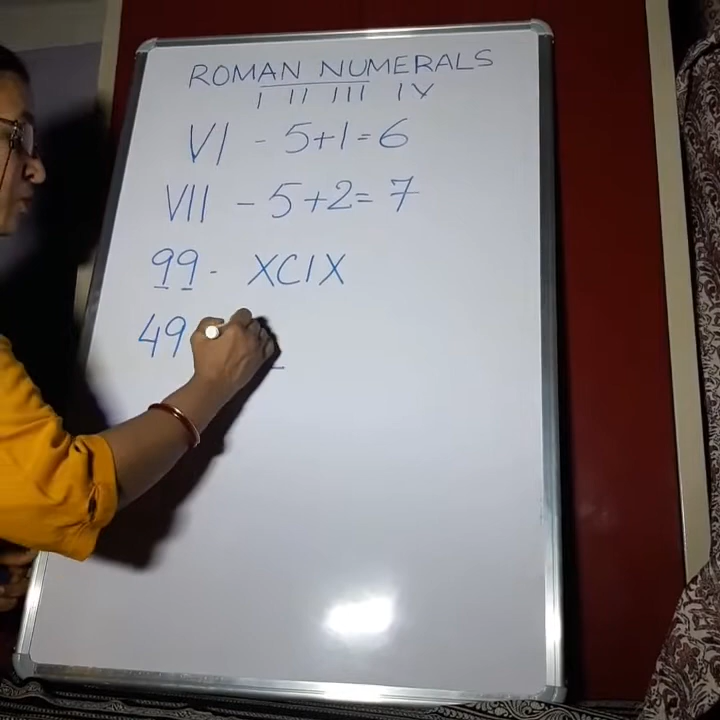 ROMAN NUMERALS
I II III IV
VI - 5+1=6
VII - 5+2=7
99 - XCIX
49